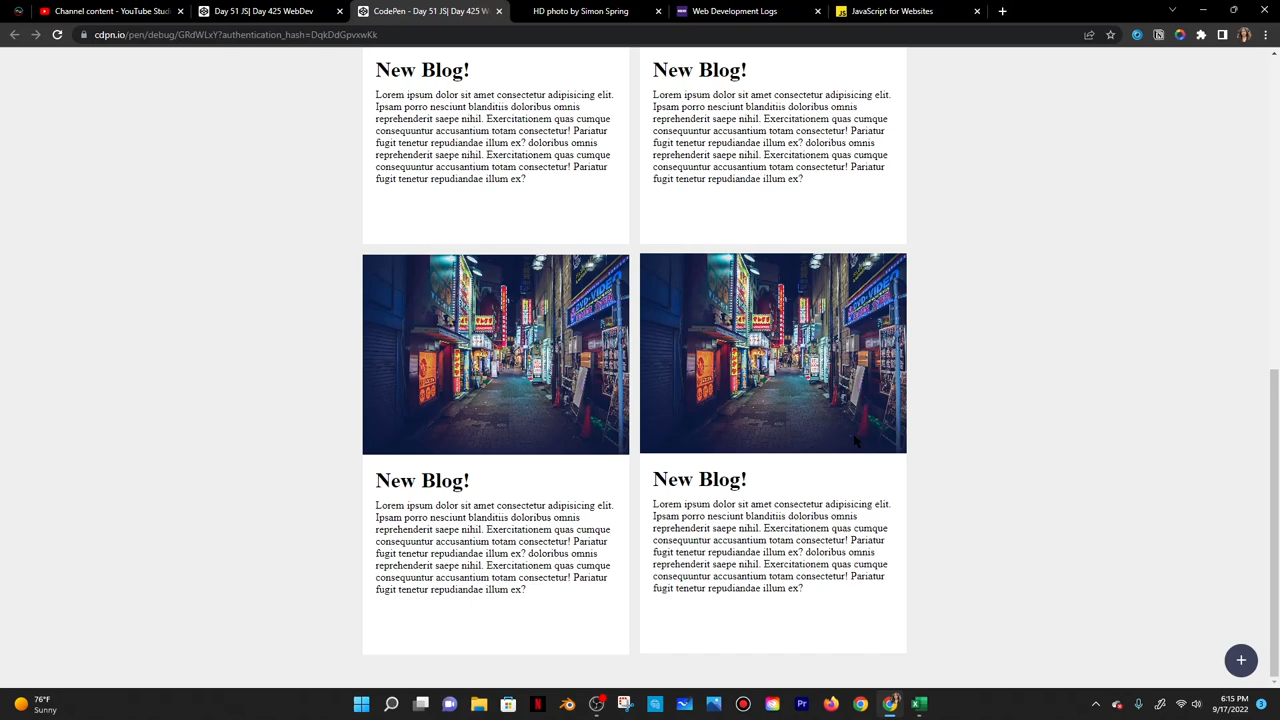 Channel content - YouTube Studi
Day 51 JS| Day 425 WebDev
CodePen - Day 51 JS| Day 425 W
HD photo by Simon Spring
Web Development Logs
JavaScript for Websites
cdpn.io/pen/debug/GRdWLxY?authentication_hash=DqkDdGpvxwKk
New Blog!
Lorem ipsum dolor sit amet consectetur adipisicing elit.
Ipsam porro nesciunt blanditiis doloribus omnis
reprehenderit saepe nihil. Exercitationem quas cumque
consequuntur accusantium totam consectetur! Pariatur
fugit tenetur repudiandae illum ex? doloribus omnis
reprehenderit saepe nihil. Exercitationem quas cumque
consequuntur accusantium totam consectetur! Pariatur
fugit tenetur repudiandae illum ex?
New Blog!
Lorem ipsum dolor sit amet consectetur adipisicing elit.
Ipsam porro nesciunt blanditiis doloribus omnis
reprehenderit saepe nihil. Exercitationem quas cumque
consequuntur accusantium totam consectetur! Pariatur
fugit tenetur repudiandae illum ex? doloribus omnis
reprehenderit saepe nihil. Exercitationem quas cumque
consequuntur accusantium totam consectetur! Pariatur
fugit tenetur repudiandae illum ex?
New Blog!
Lorem ipsum dolor sit amet consectetur adipisicing elit.
Ipsam porro nesciunt blanditiis doloribus omnis
reprehenderit saepe nihil. Exercitationem quas cumque
consequuntur accusantium totam consectetur! Pariatur
fugit tenetur repudiandae illum ex? doloribus omnis
reprehenderit saepe nihil. Exercitationem quas cumque
consequuntur accusantium totam consectetur! Pariatur
fugit tenetur repudiandae illum ex?
New Blog!
Lorem ipsum dolor sit amet consectetur adipisicing elit.
Ipsam porro nesciunt blanditiis doloribus omnis
reprehenderit saepe nihil. Exercitationem quas cumque
consequuntur accusantium totam consectetur! Pariatur
fugit tenetur repudiandae illum ex? doloribus omnis
reprehenderit saepe nihil. Exercitationem quas cumque
consequuntur accusantium totam consectetur! Pariatur
fugit tenetur repudiandae illum ex?
76°F
Sunny
6:15 PM
9/17/2022